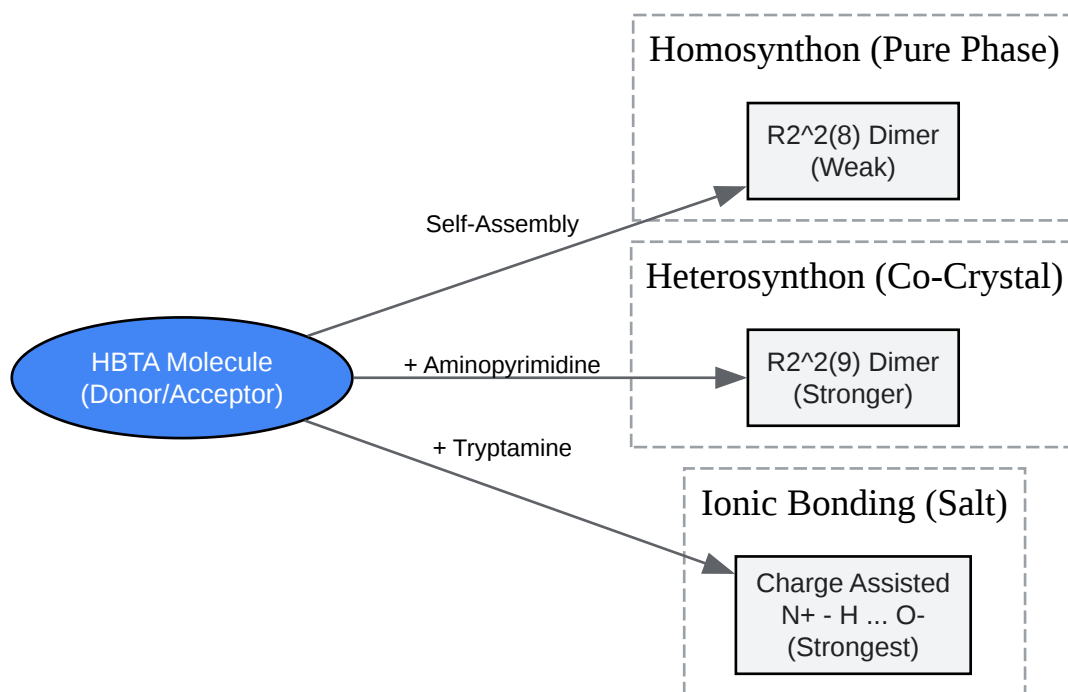 Homosynthon (Pure Phase)
R2^2(8) Dimer
(Weak)
Self-Assembly
Heterosynthon (Co-Crystal)
HBTA Molecule
(Donor/Acceptor)
+ Aminopyrimidine
R2^2(9) Dimer
(Stronger)
+ Tryptamine
Ionic Bonding (Salt)
Charge Assisted
N+ - H ... O-
(Strongest)